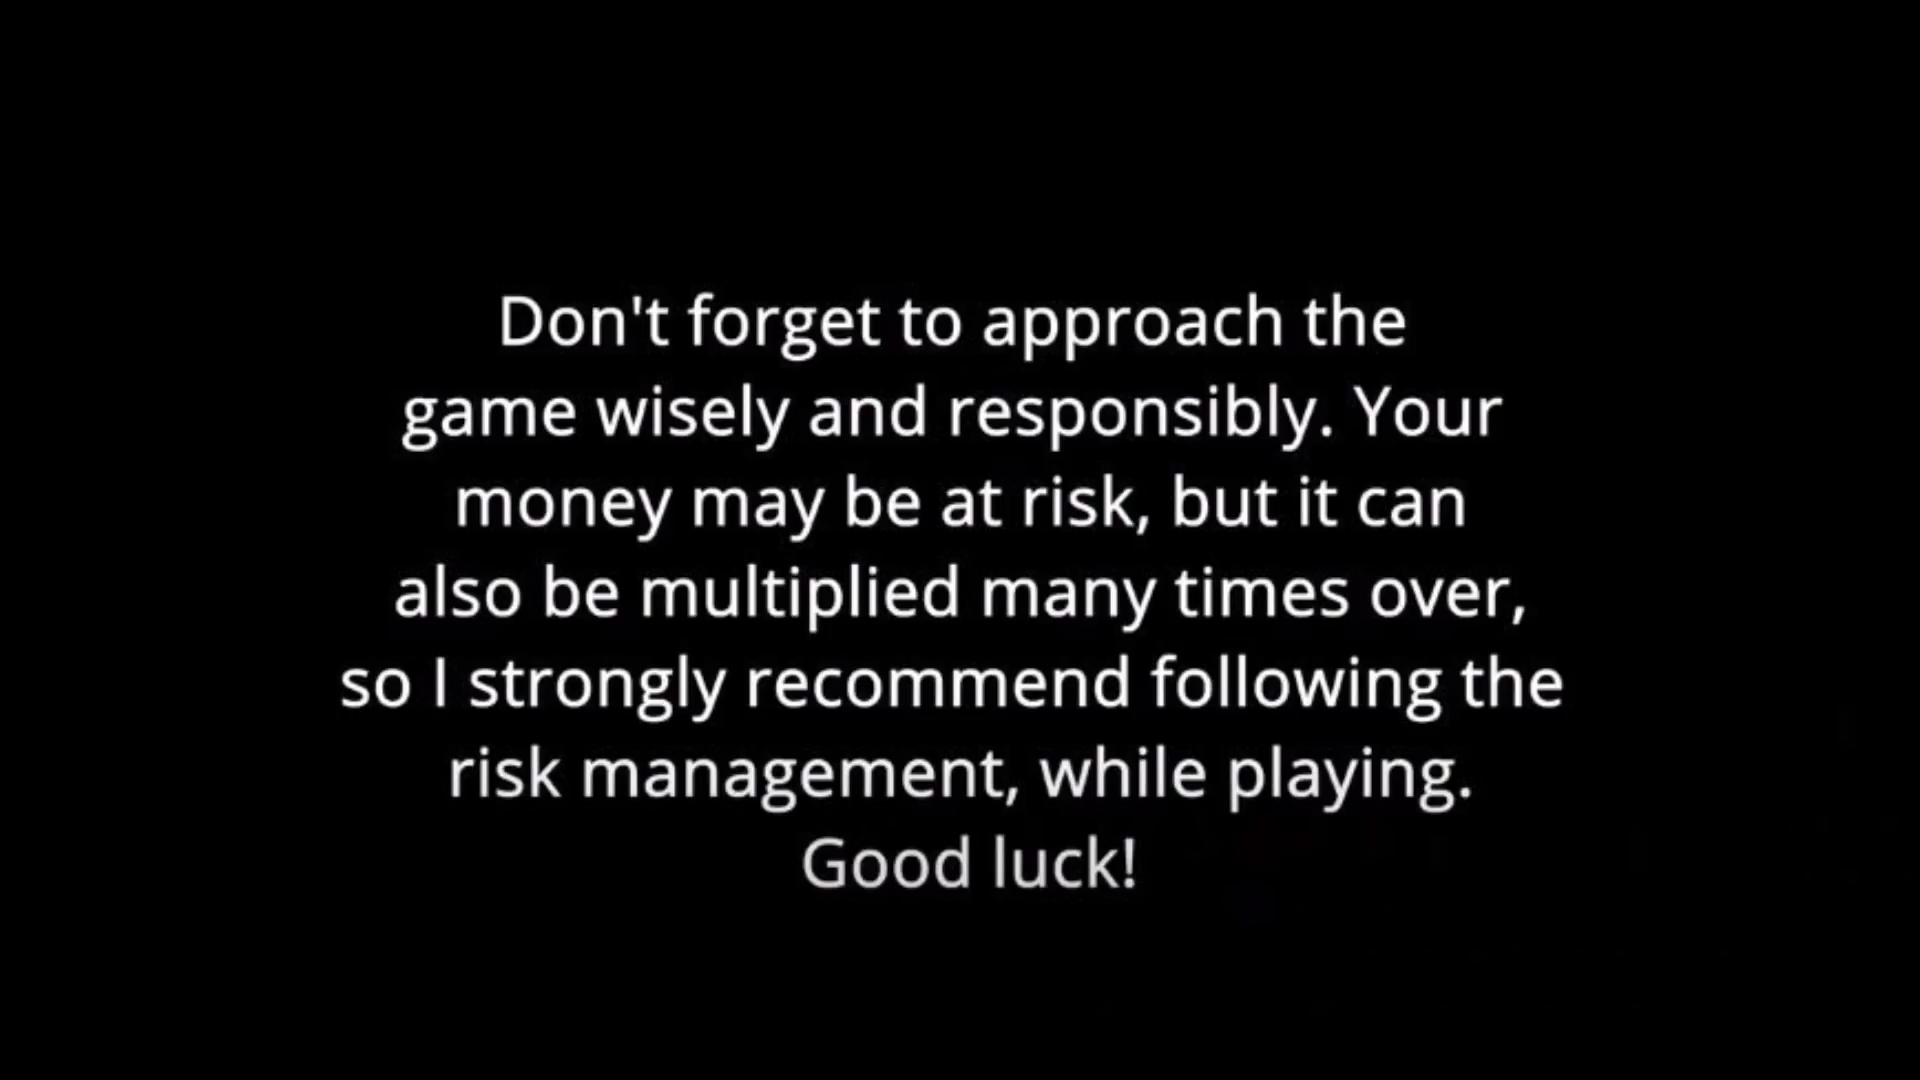 Don't forget to approach the
game wisely and responsibly. Your
money may be at risk, but it can
also be multiplied many times over,
so I strongly recommend following the
risk management, while playing.
Good luck!